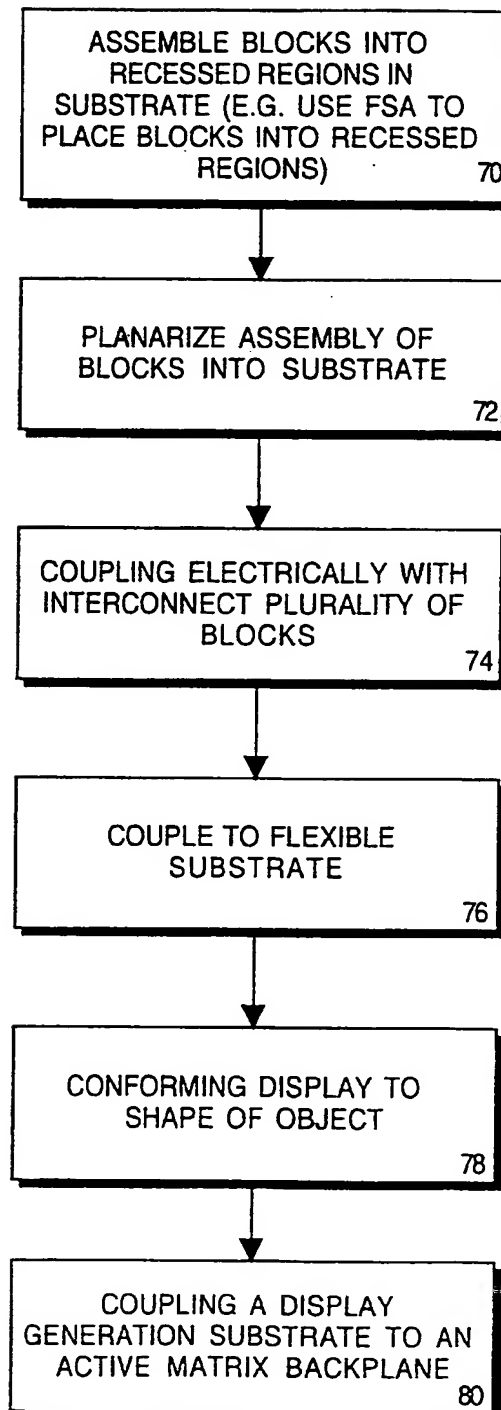 ASSEMBLE BLOCKS INTO
RECESSED REGIONS IN
SUBSTRATE (E.G. USE FSA TO
PLACE BLOCKS INTO RECESSED
REGIONS)
70
PLANARIZE ASSEMBLY OF
BLOCKS INTO SUBSTRATE
72
COUPLING ELECTRICALLY WITH
INTERCONNECT PLURALITY OF
BLOCKS
74
COUPLE TO FLEXIBLE
SUBSTRATE
76
CONFORMING DISPLAY TO
SHAPE OF OBJECT
78
COUPLING A DISPLAY
GENERATION SUBSTRATE TO AN
ACTIVE MATRIX BACKPLANE
80